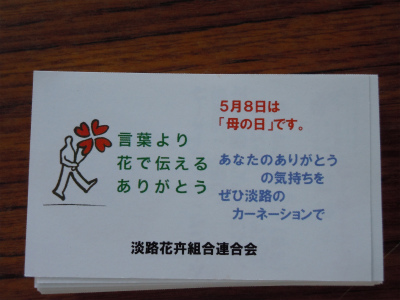 5月8日は
「母の日」です。
言葉より
花で伝える
ありがとう
あなたのありがとう
の気持ちを
ぜひ淡路の
カーネーションで
淡路花卉組合連合会